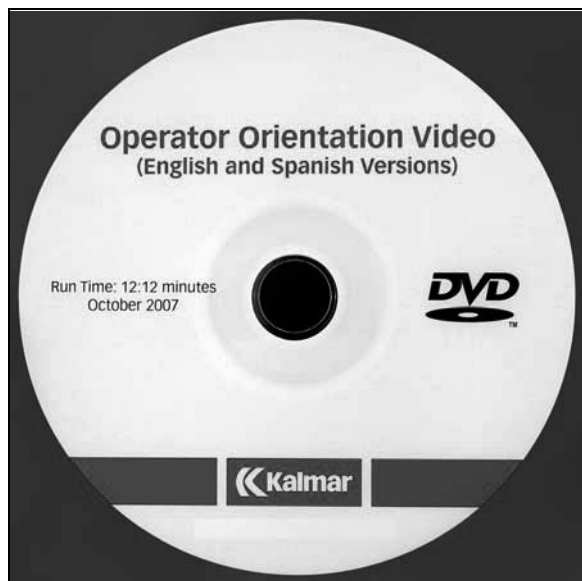 Operator Orientation Video
(English and Spanish Versions)
Run Time: 12:12 minutes
October 2007
DVD
TM
Kalmar